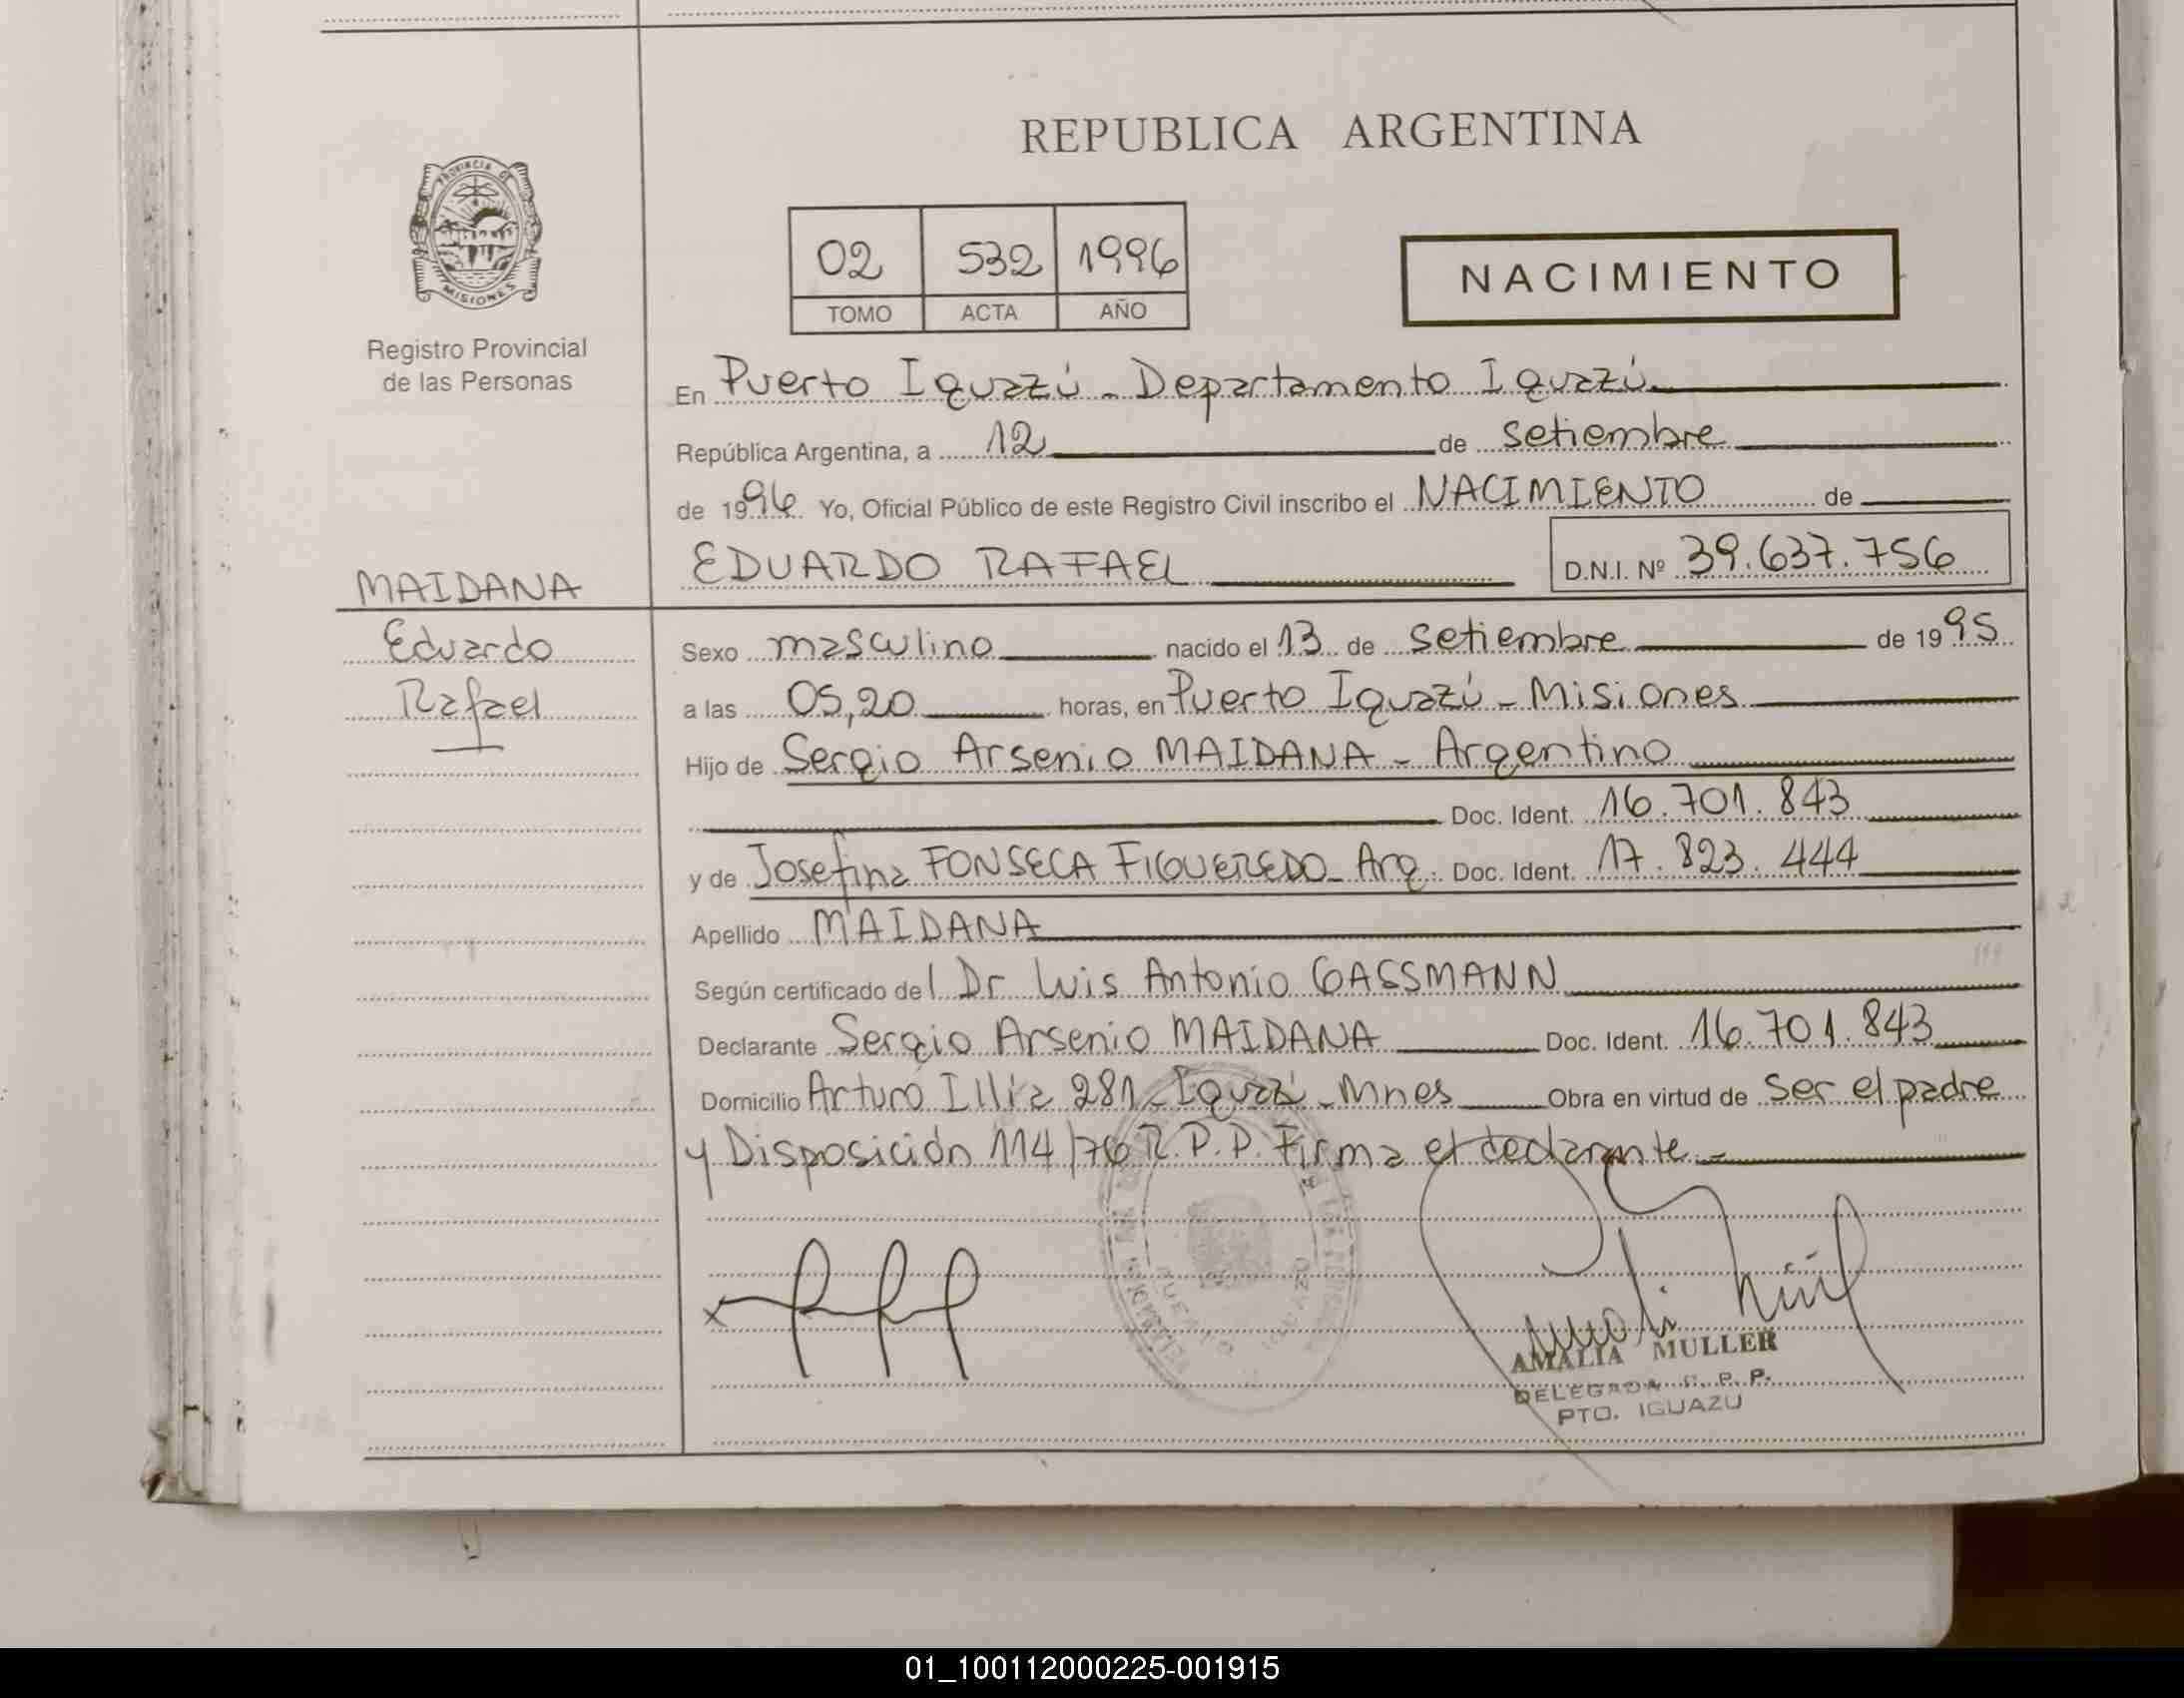 REPUBLICA ARGENTINA
PROVINCIA DE
MISIONES
Registro Provincial
de las Personas
02 532 1996
TOMO ACTA AÑO
NACIMIENTO
En Puerto Iguazú - Departamento Iguazú
República Argentina, a 12 de setiembre
de 1996 Yo, Oficial Público de este Registro Civil inscribo el NACIMIENTO de
EDUARDO RAFAEL D.N.I. Nº 39.637.756
MAIDANA
Eduardo
Rafael
Sexo masculino nacido el 13 de setiembre de 1995
a las 05,20 horas, en Puerto Iguazú - Misiones
Hijo de Sergio Arsenio MAIDANA - Argentino
Doc. Ident. 16.701.843
y de Josefina FONSECA FIGUEREDO - Arg. Doc. Ident. 17.823.444
Apellido MAIDANA
Según certificado del Dr Luis Antonio GASSMANN
Declarante Sergio Arsenio MAIDANA Doc. Ident. 16.701.843
Domicilio Arturo Illia 281 - Iguazú - Mnes Obra en virtud de ser el padre
y Disposición 114/76 R.P.P. Firma el declarante -
AMALIA MULLER
DELEGADA R. P. P.
PTO. IGUAZU
01_100112000225-001915